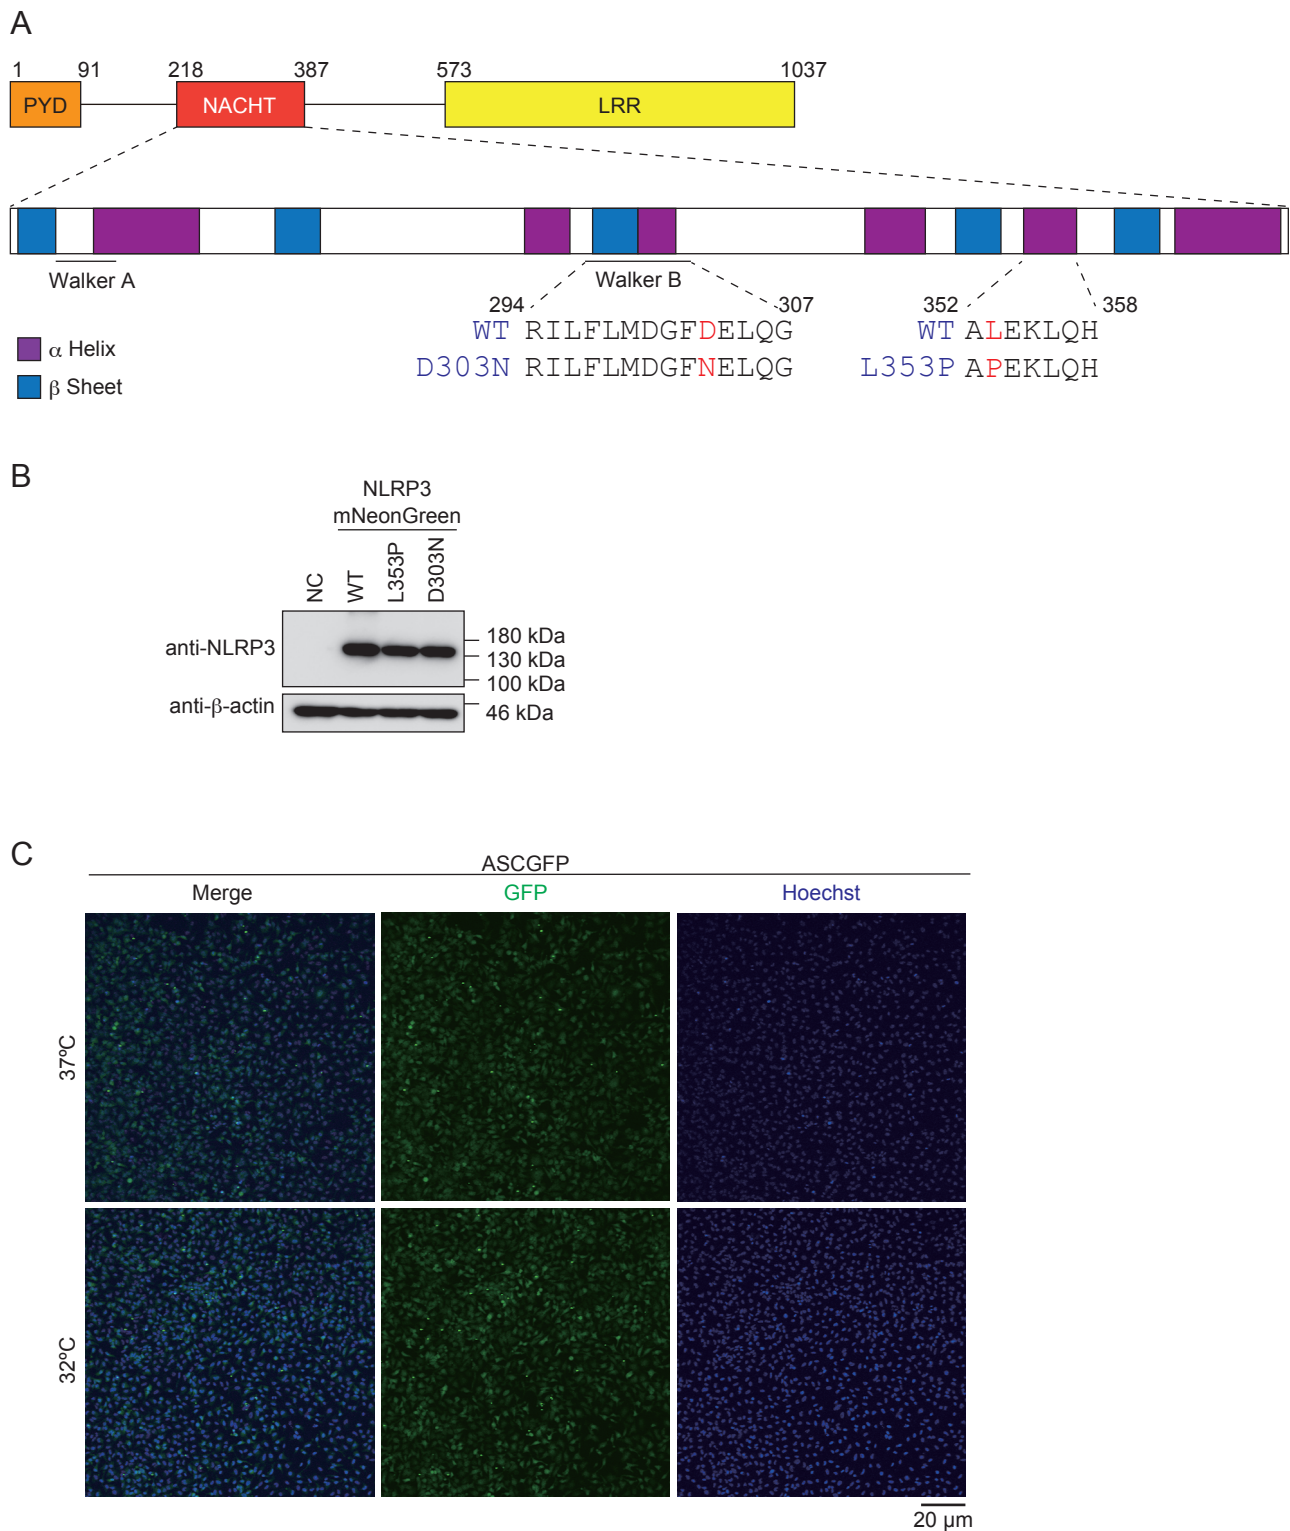 A
1 91 218 387 573 1037
PYD NACHT LRR
Walker A Walker B
294 307 352 358
WT RILFLMDGFDELQG WT ALEKLQH
D303N RILFLMDGFNELQG L353P APEKLQH
α Helix
β Sheet
B
NLRP3
mNeonGreen
NC WT L353P D303N
anti-NLRP3
180 kDa
130 kDa
100 kDa
anti-β-actin
46 kDa
C
ASCGFP
Merge GFP Hoechst
37ºC
32ºC
20 µm